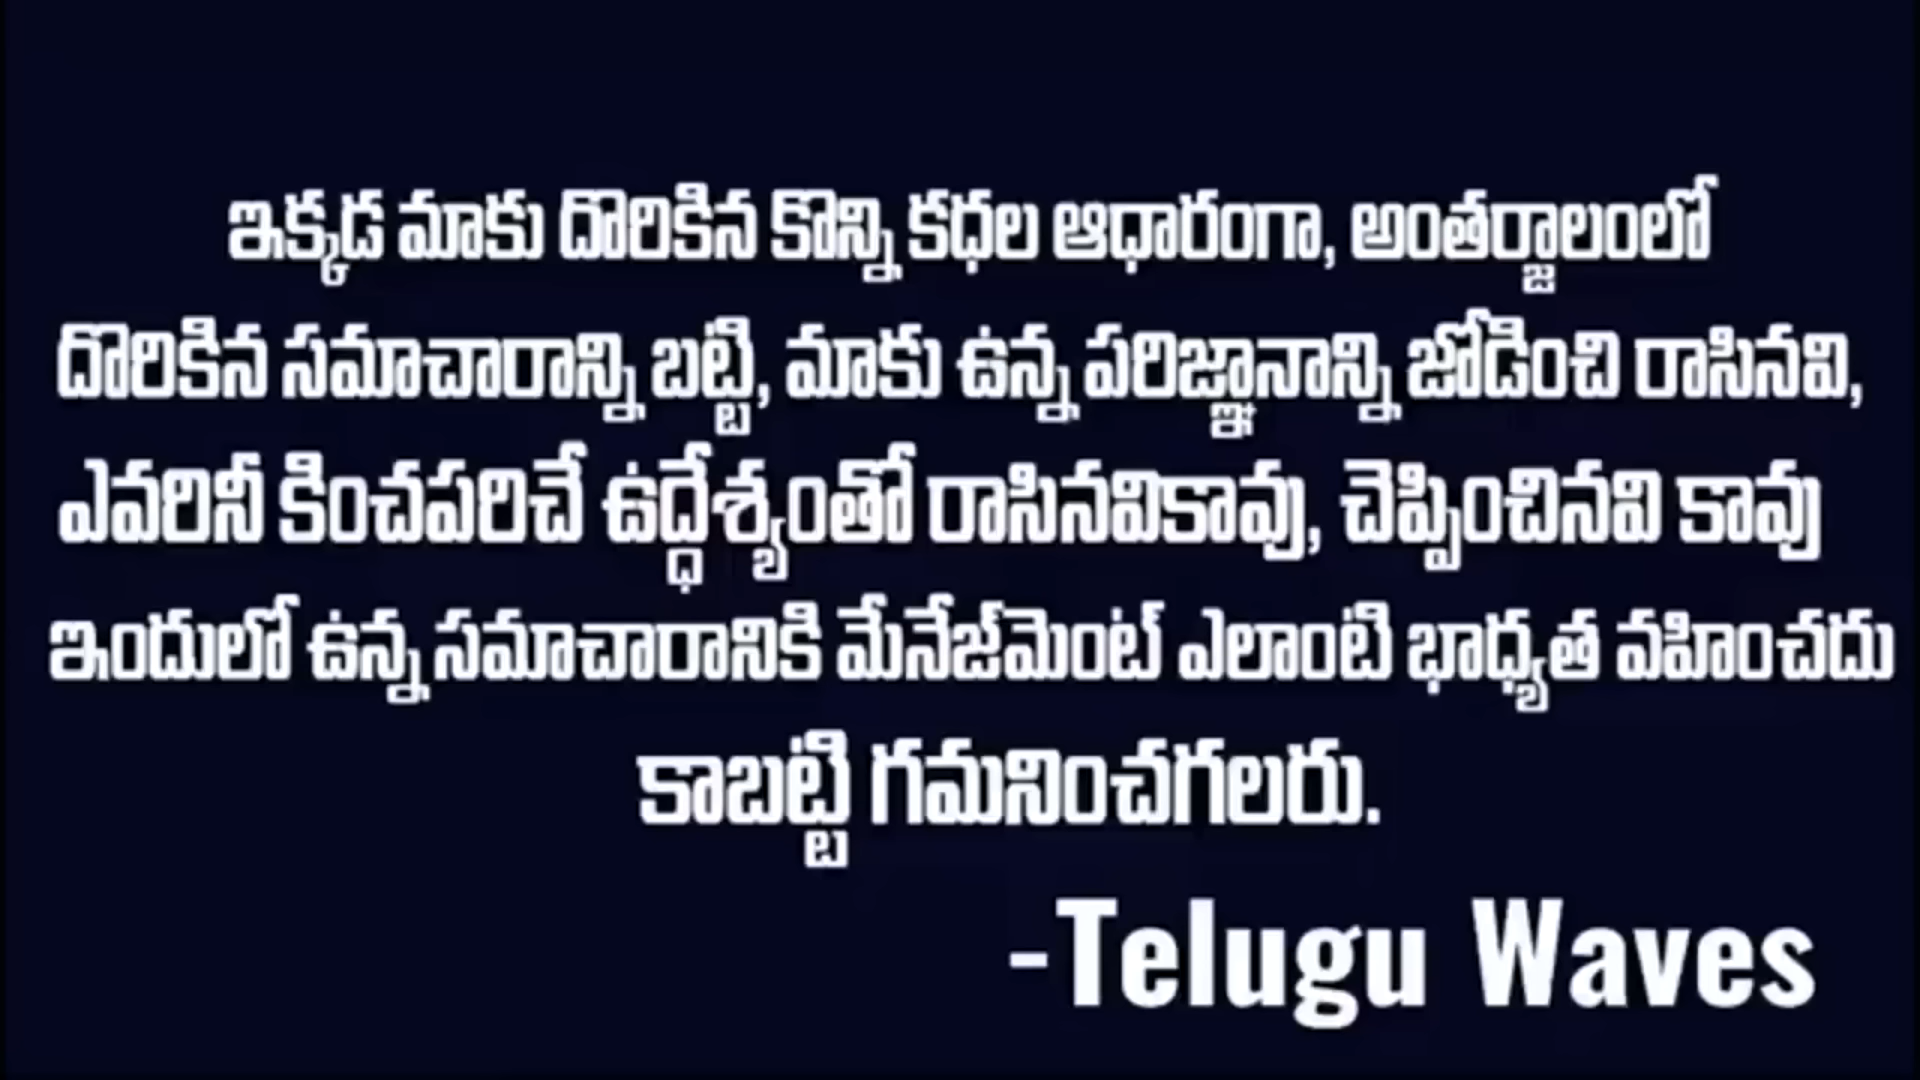 ఇక్కడ మాకు దొరికిన కొన్ని కధల ఆధారంగా, అంతర్జాలంలో
దొరికిన సమాచారాన్ని బట్టి, మాకు ఉన్న పరిజ్ఞానాన్ని జోడించి రాసినవి,
ఎవరినీ కించపరిచే ఉద్ధేశ్యంతో రాసినవికావు, చెప్పించినవి కావు
ఇందులో ఉన్న సమాచారానికి మేనేజ్‌మెంట్ ఎలాంటి భాధ్యత వహించదు
కాబట్టి గమనించగలరు.
-Telugu Waves